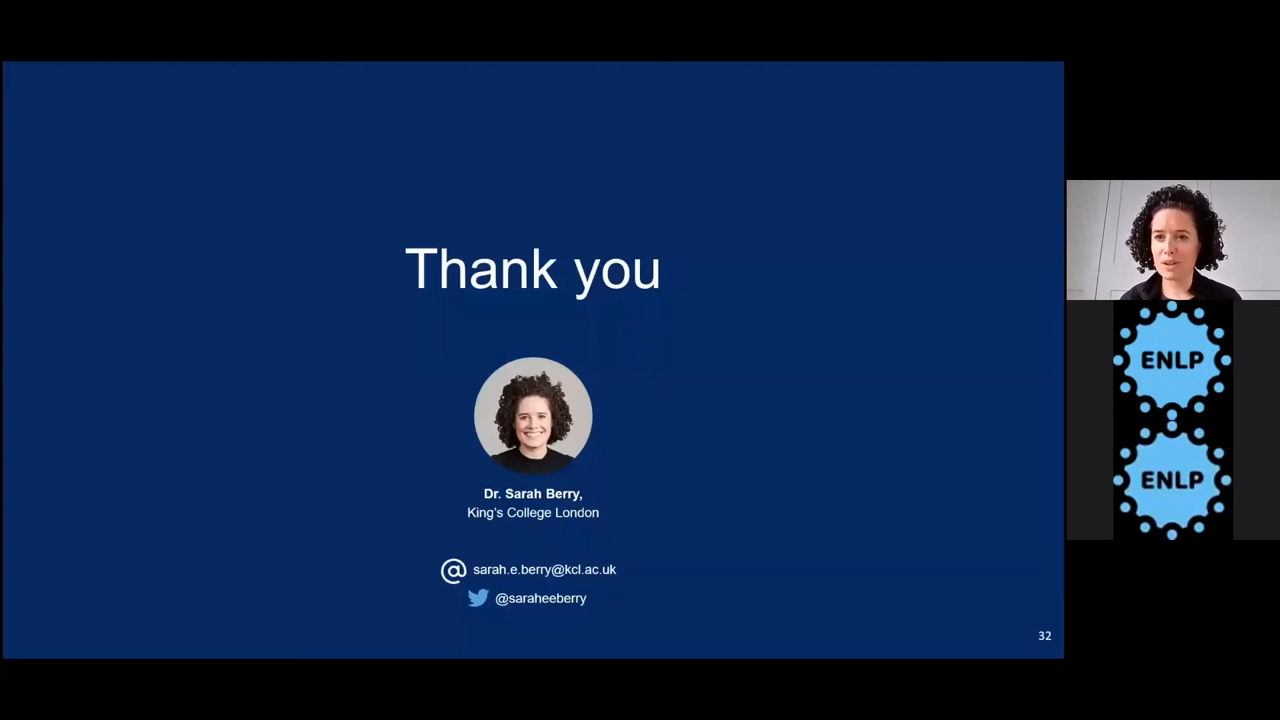 Thank you
Dr. Sarah Berry,
King's College London
sarah.e.berry@kcl.ac.uk
@saraheeberry
32
ENLP
ENLP